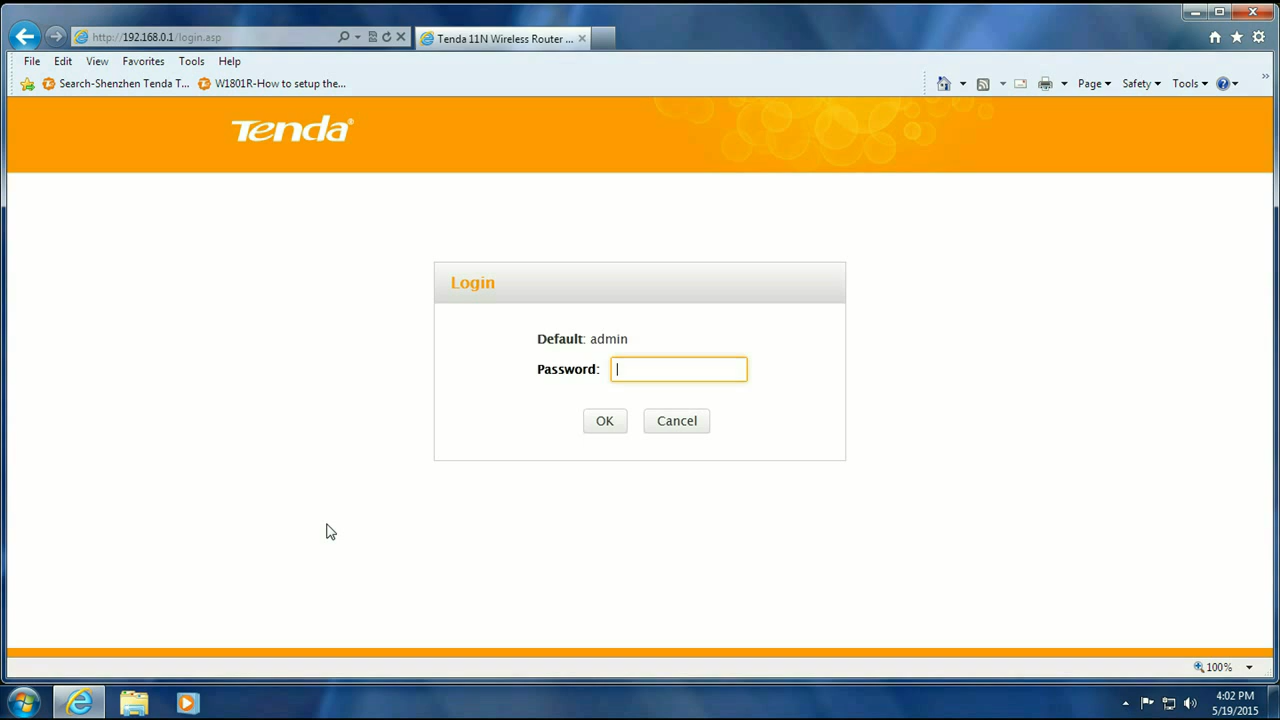 http://192.168.0.1/login.asp
Tenda 11N Wireless Router ...
File Edit View Favorites Tools Help
Search-Shenzhen Tenda T... W1801R-How to setup the...
Page Safety Tools
Tenda®
Login
Default: admin
Password:
OK Cancel
100%
4:02 PM
5/19/2015